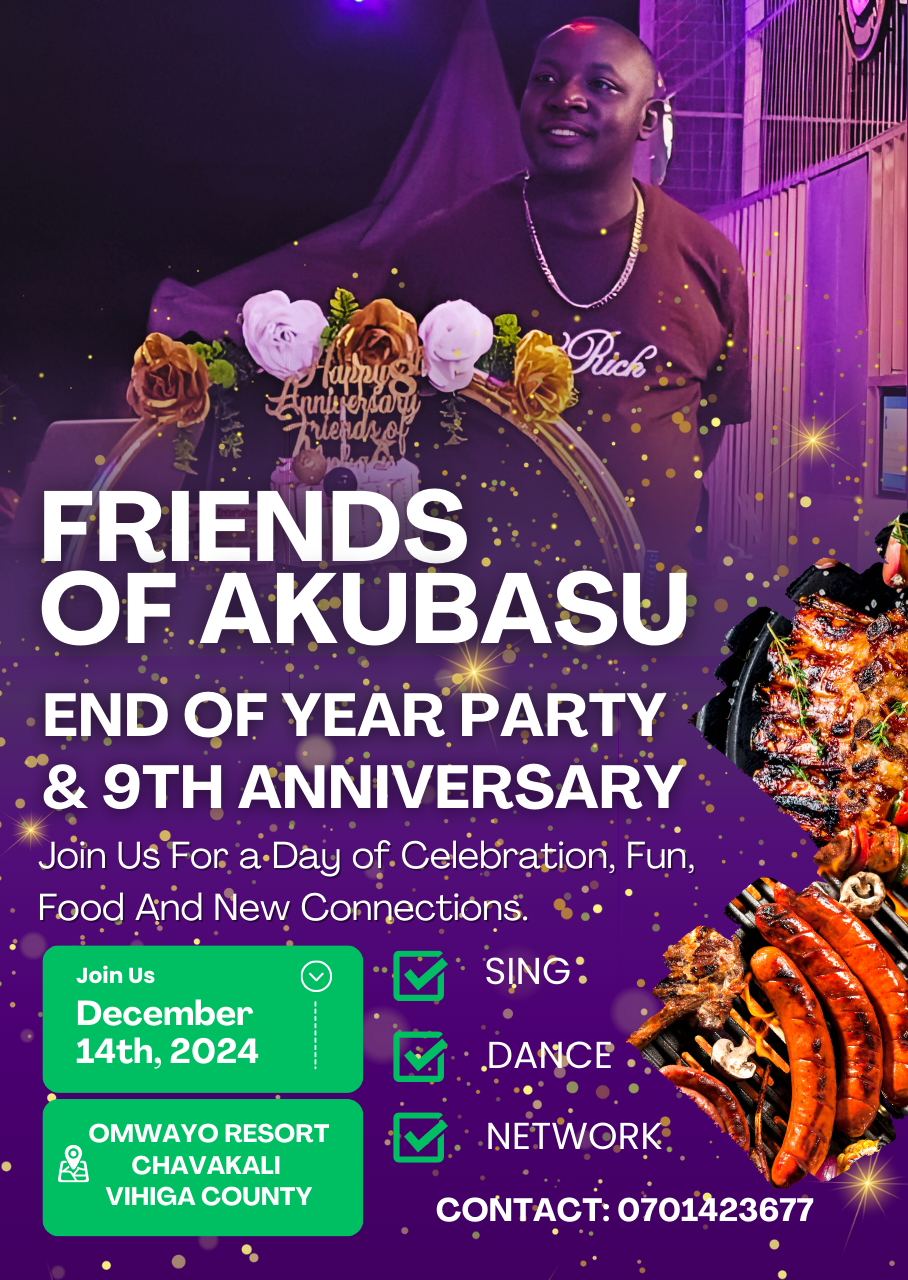 Rich
Happy 8
Anniversary
Friends of
FRIENDS
OF AKUBASU
END OF YEAR PARTY
& 9TH ANNIVERSARY
Join Us For a Day of Celebration, Fun,
Food And New Connections.
Join Us
December
14th, 2024
OMWAYO RESORT
CHAVAKALI
VIHIGA COUNTY
SING
DANCE
NETWORK
CONTACT: 0701423677